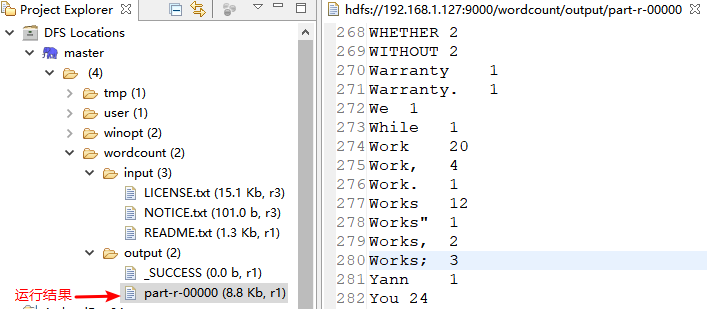 Project Explorer
DFS Locations
master
(4)
tmp (1)
user (1)
winopt (2)
wordcount (2)
input (3)
LICENSE.txt (15.1 Kb, r3)
NOTICE.txt (101.0 b, r3)
README.txt (1.3 Kb, r1)
output (2)
_SUCCESS (0.0 b, r1)
运行结果
part-r-00000 (8.8 Kb, r1)
hdfs://192.168.1.127:9000/wordcount/output/part-r-00000
268 WHETHER 2
269 WITHOUT 2
270 Warranty 1
271 Warranty. 1
272 We 1
273 While 1
274 Work 20
275 Work, 4
276 Work. 1
277 Works 12
278 Works" 1
279 Works, 2
280 Works; 3
281 Yann 1
282 You 24